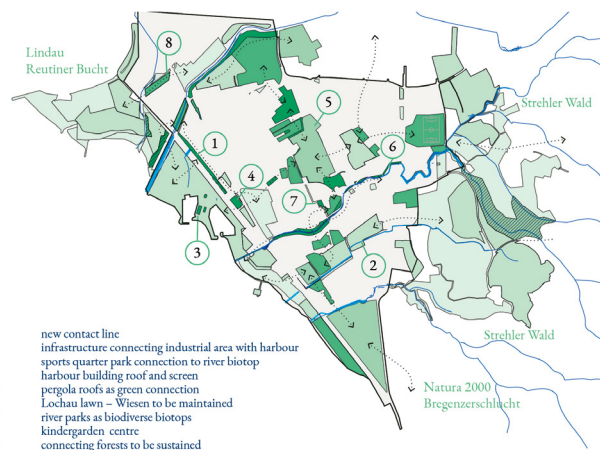 Lindau
Reutiner Bucht
8
5
Strehler Wald
1
6
4
7
3
2
Strehler Wald
Natura 2000
Bregenzerschlucht
new contact line
infrastructure connecting industrial area with harbour
sports quarter park connection to river biotop
harbour building roof and screen
pergola roofs as green connection
Lochau lawn – Wiesen to be maintained
river parks as biodiverse biotops
kindergarden centre
connecting forests to be sustained